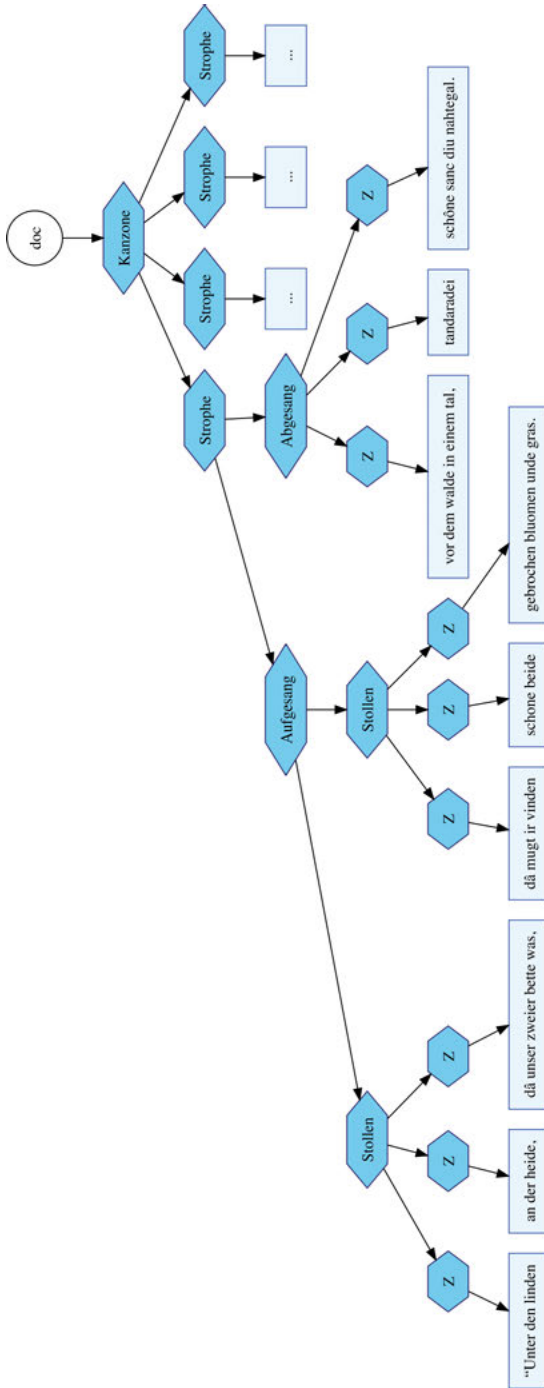 doc
Kanzone
Strophe
Strophe
Strophe
Strophe
Aufgesang
Abgesang
...
...
...
Stollen
Stollen
Z
Z
Z
Z
Z
Z
Z
Z
Z
vor dem walde in einem tal,
tandaradei
schône sanc diu nahtegal.
“Unter den linden
an der heide,
dâ unser zweier bette was,
dâ mugt ir vinden
schone beide
gebrochen bluomen unde gras.